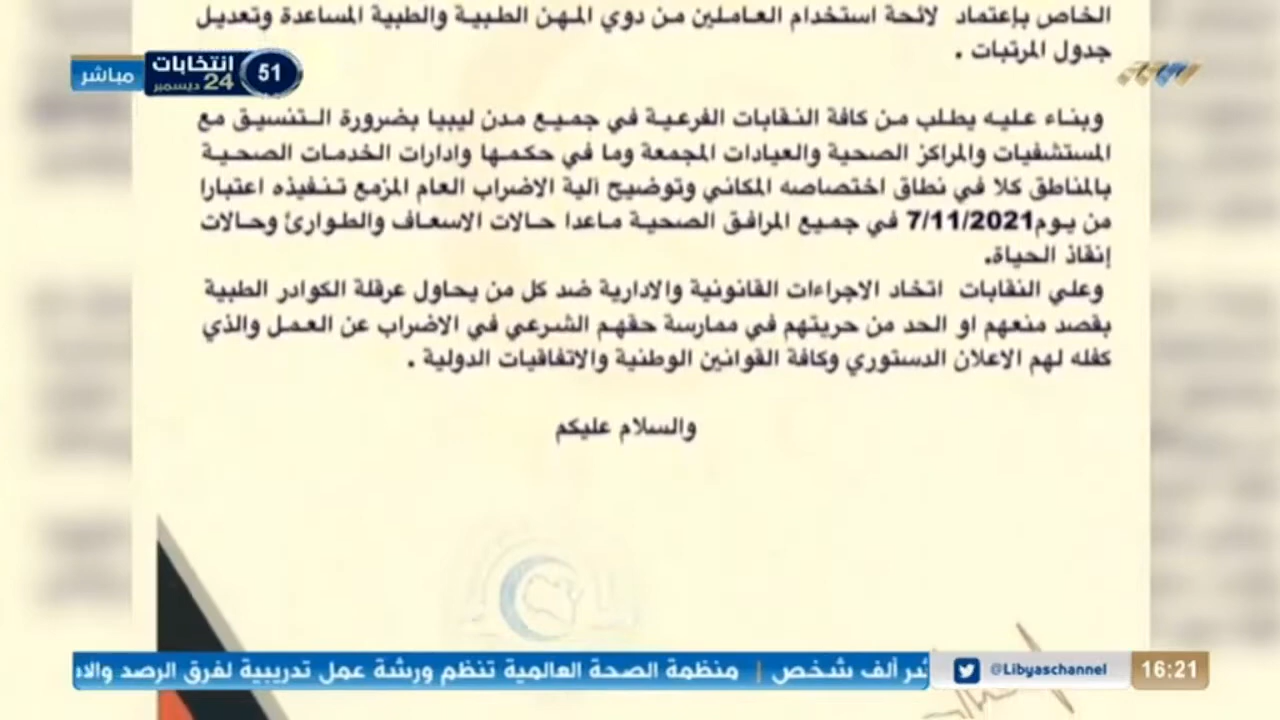 الخاص بإعتماد لائحة استخدام العاملين من دوي المهن الطبية والطبية المساعدة وتعديل
جدول المرتبات .
مباشر
انتخابات
24 ديسمبر
51
وبناء عليه يطلب من كافة النقابات الفرعية في جميع مدن ليبيا بضرورة التنسيق مع
المستشفيات والمراكز الصحية والعيادات المجمعة وما في حكمها وادارات الخدمات الصحية
بالمناطق كلا في نطاق اختصاصه المكاني وتوضيح آلية الاضراب العام المزمع تنفيذه اعتبارا
من يوم7/11/2021 في جميع المرافق الصحية ماعدا حالات الاسعاف والطوارئ وحالات
إنقاذ الحياة.
وعلي النقابات اتخاد الاجراءات القانونية والادارية ضد كل من يحاول عرقلة الكوادر الطبية
بقصد منعهم او الحد من حريتهم في ممارسة حقهم الشرعي في الاضراب عن العمل والذي
كفله لهم الاعلان الدستوري وكافة القوانين الوطنية والاتفاقيات الدولية .
والسلام عليكم
ألف شخص | منظمة الصحة العالمية تنظم ورشة عمل تدريبية لفرق الرصد
@Libyaschannel
16:21